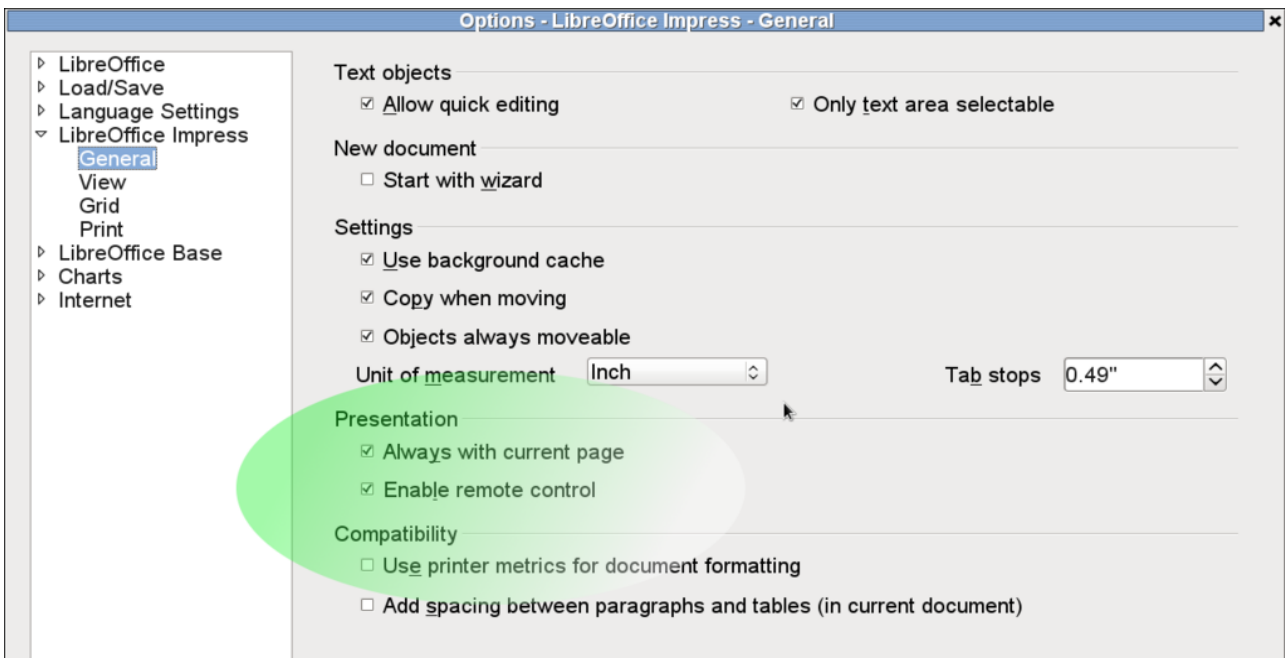 Options - LibreOffice Impress - General
LibreOffice
Load/Save
Language Settings
LibreOffice Impress
General
View
Grid
Print
LibreOffice Base
Charts
Internet
Text objects
Allow quick editing
Only text area selectable
New document
Start with wizard
Settings
Use background cache
Copy when moving
Objects always moveable
Unit of measurement Inch Tab stops 0.49"
Presentation
Always with current page
Enable remote control
Compatibility
Use printer metrics for document formatting
Add spacing between paragraphs and tables (in current document)